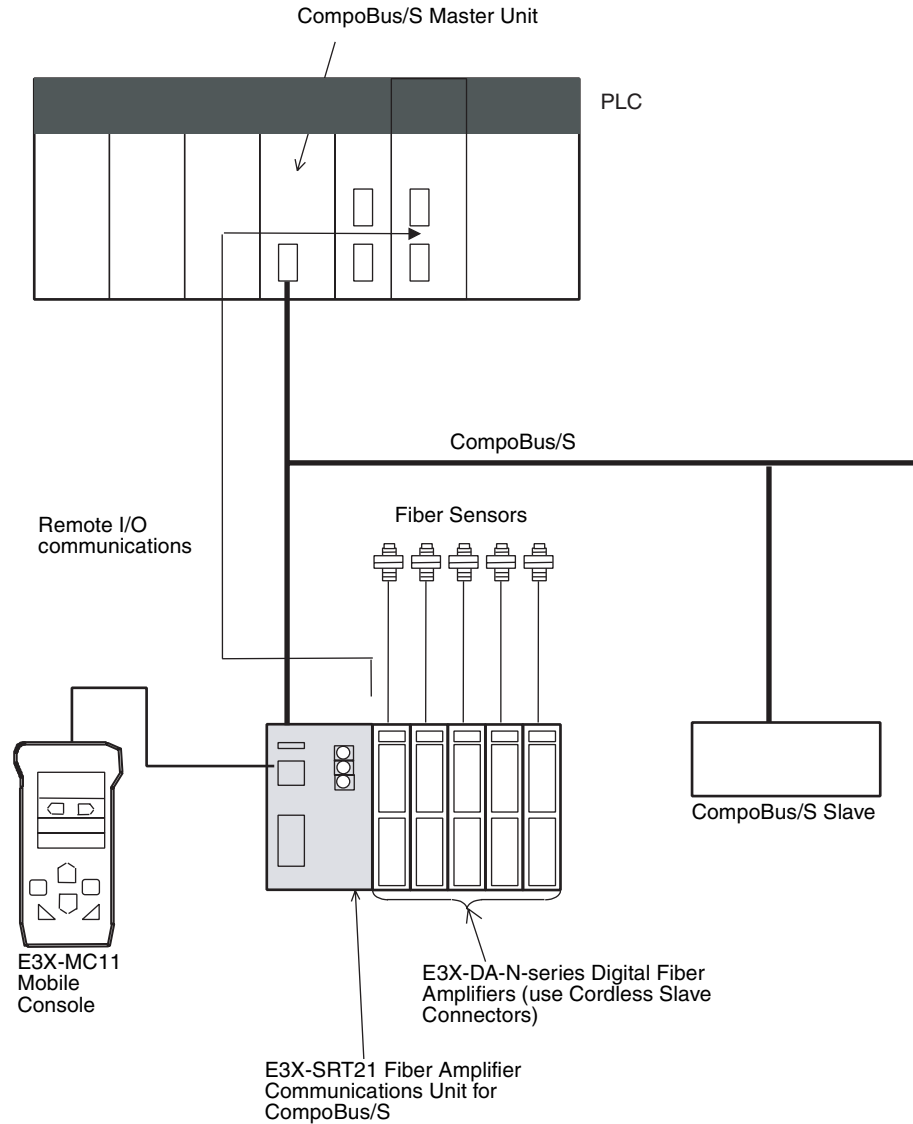 CompoBus/S Master Unit
PLC
CompoBus/S
Remote I/O
communications
Fiber Sensors
CompoBus/S Slave
E3X-MC11
Mobile
Console
E3X-DA-N-series Digital Fiber
Amplifiers (use Cordless Slave
Connectors)
E3X-SRT21 Fiber Amplifier
Communications Unit for
CompoBus/S